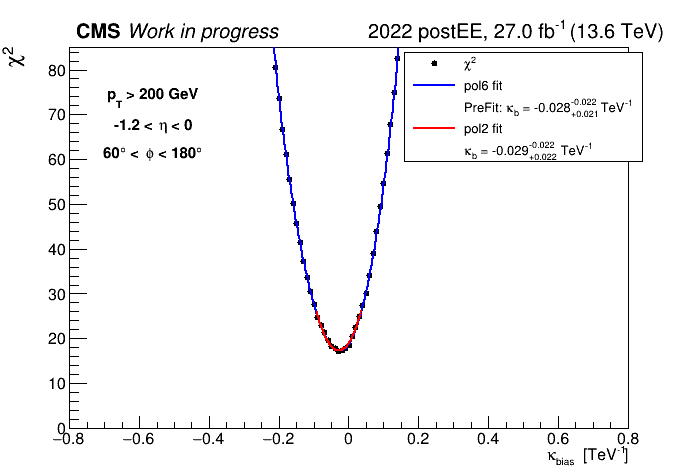 CMS Work in progress 2022 postEE, 27.0 fb⁻¹ (13.6 TeV)
χ²
p_T > 200 GeV
-1.2 < η < 0
60° < ϕ < 180°
χ²
pol6 fit
PreFit: κ_b = -0.028 -0.022 +0.021 TeV⁻¹
pol2 fit
κ_b = -0.029 -0.022 +0.022 TeV⁻¹
80
70
60
50
40
30
20
10
0
−0.8 −0.6 −0.4 −0.2 0 0.2 0.4 0.6 0.8
κ_bias [TeV⁻¹]